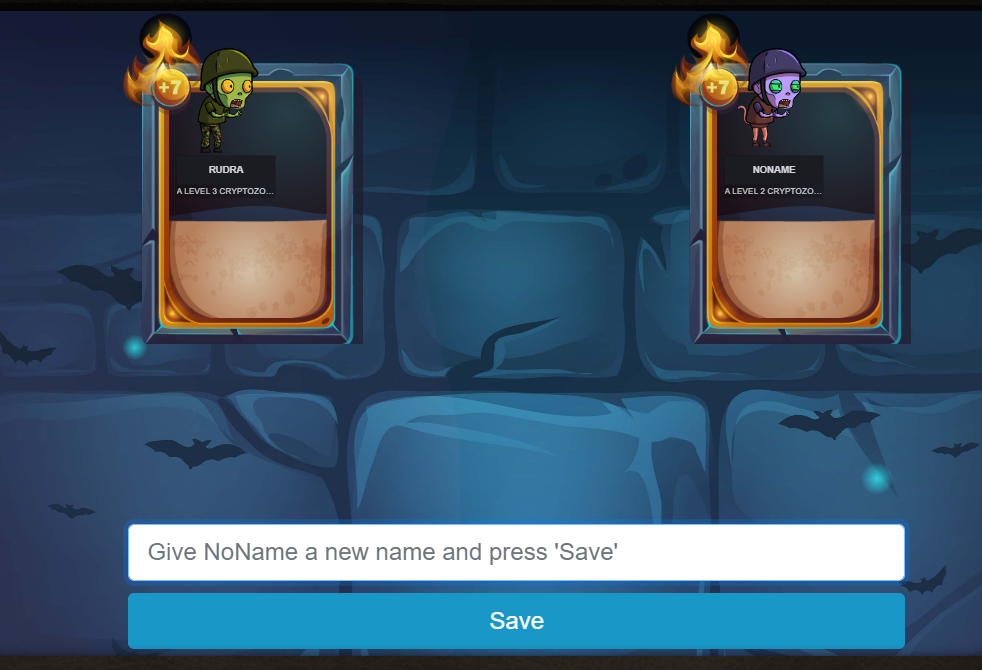 +7
RUDRA
A LEVEL 3 CRYPTOZO...
+7
NONAME
A LEVEL 2 CRYPTOZO...
Give NoName a new name and press 'Save'
Save